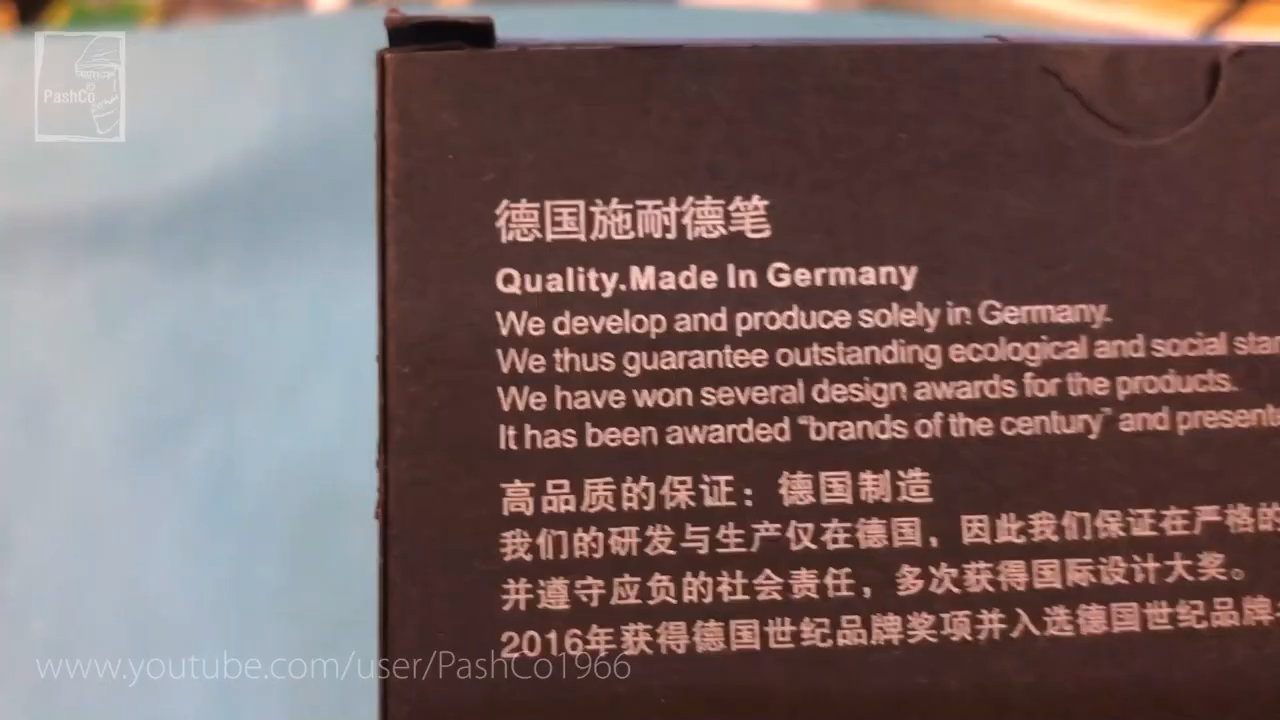 PashCo
德国施耐德笔
Quality.Made In Germany
We develop and produce solely in Germany.
We thus guarantee outstanding ecological and social
We have won several design awards for the products.
It has been awarded “brands of the century” and
高品质的保证：德国制造
我们的研发与生产仅在德国，因此我们保证在严格的
并遵守应负的社会责任，多次获得国际设计大奖。
2016年获得德国世纪品牌奖项并入选德国世纪品牌
www.youtube.com/user/PashCo1966